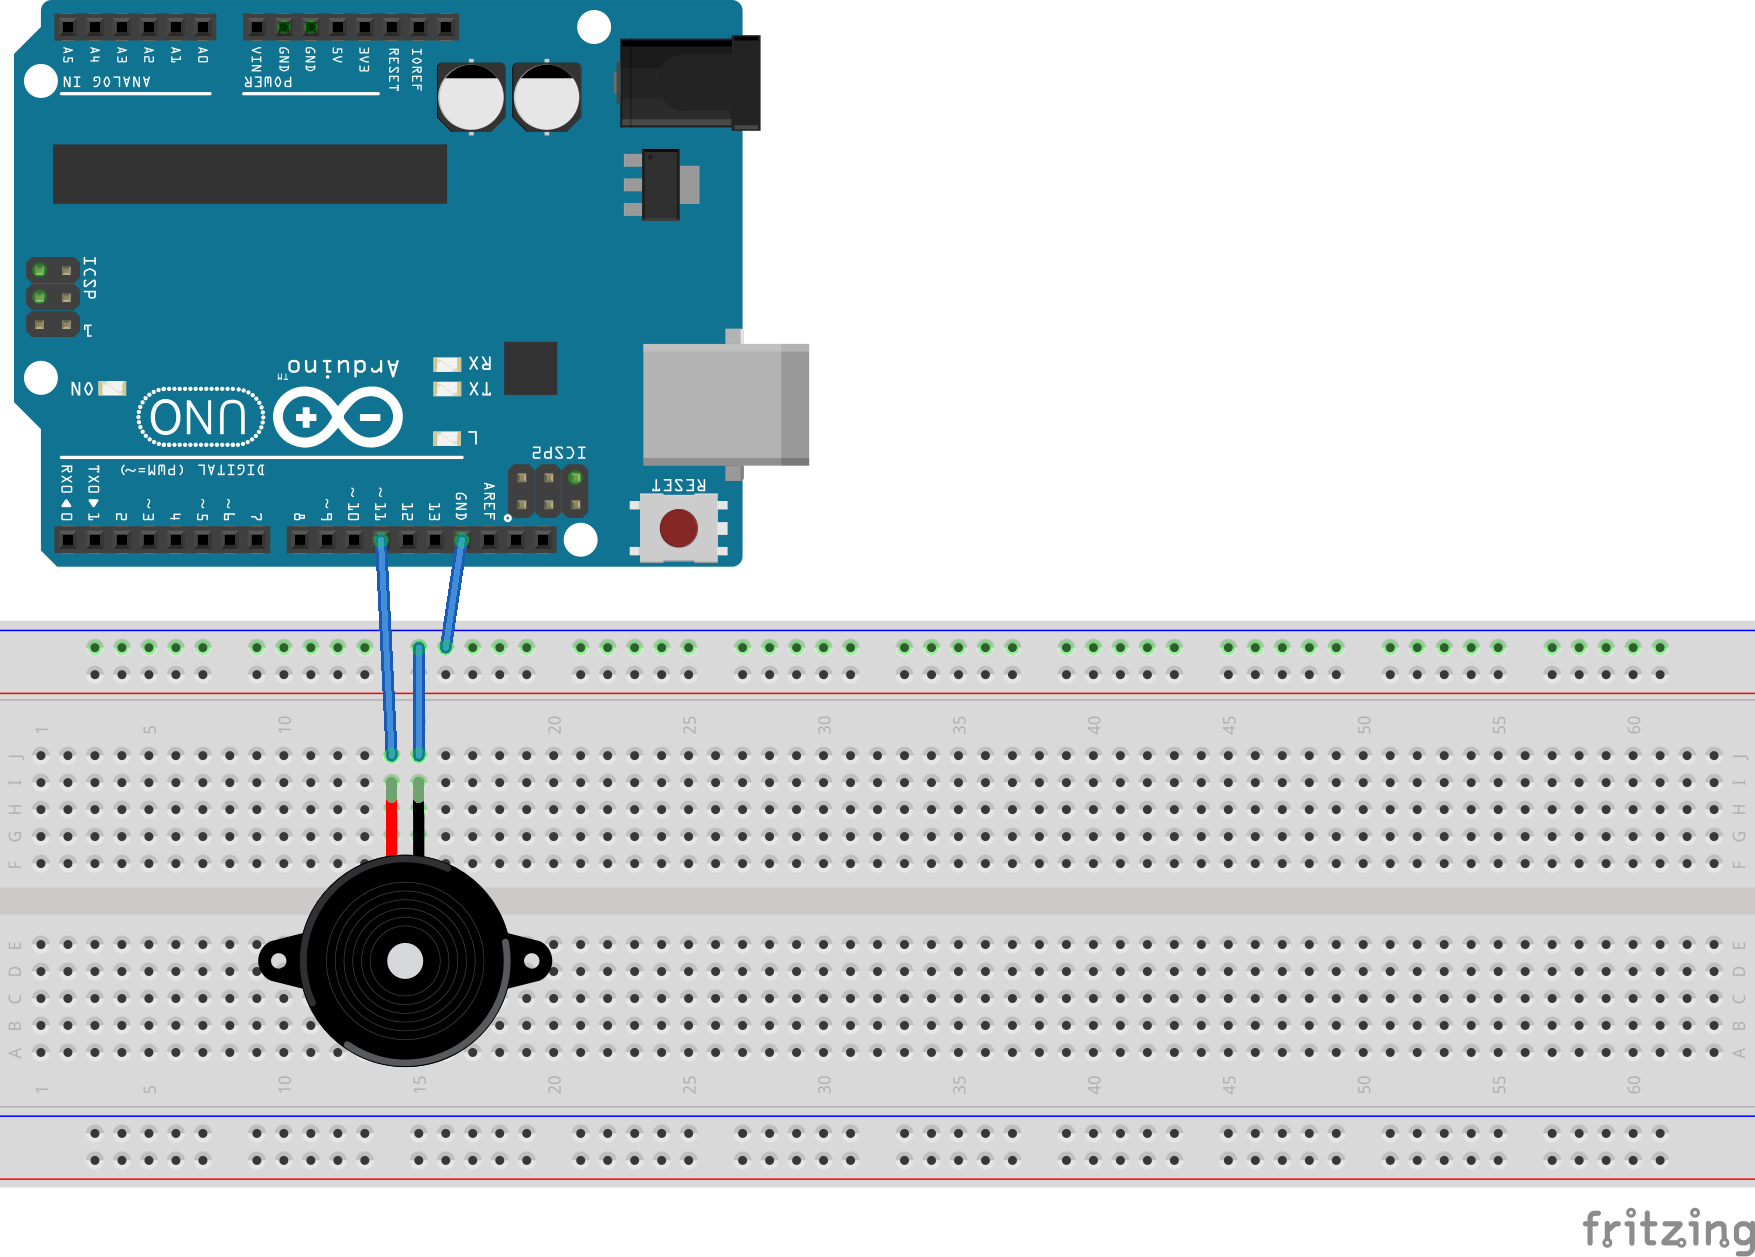 A5 A4 A3 A2 A1 A0 VIN GND GND 5V 3V3 RESET IOREF
ANALOG IN POWER
ICSP
1
Arduino™ RX
ON TX
UNO
L
ICSP2
DIGITAL (PWM=~)
RESET
RX0◀0 TX0▶1 2 ~3 4 ~5 ~6 7 8 ~9 ~10 ~11 12 13 GND AREF
1 5 10 15 20 25 30 35 40 45 50 55 60
J J
I I
H H
G G
F F
E E
D D
C C
B B
A A
1 5 10 15 20 25 30 35 40 45 50 55 60
fritzing